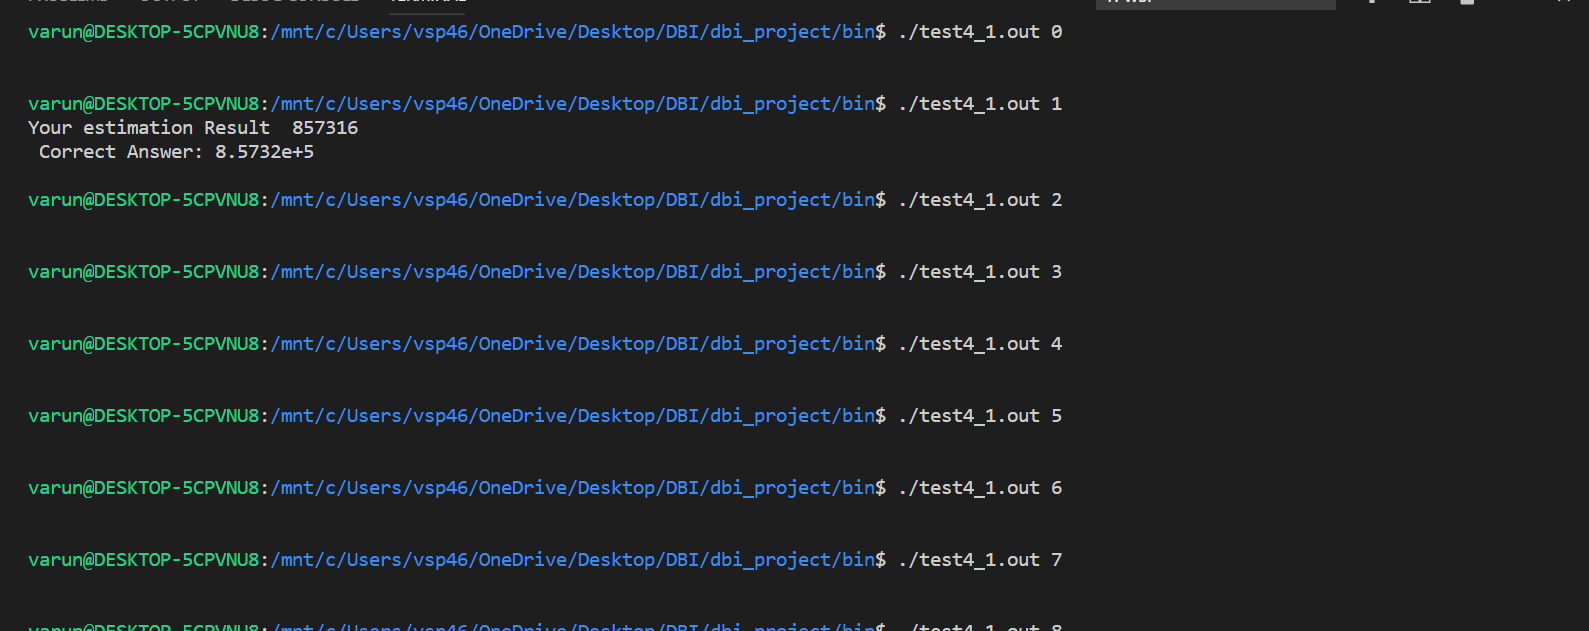 varun@DESKTOP-5CPVNU8:/mnt/c/Users/vsp46/OneDrive/Desktop/DBI/dbi_project/bin$ ./test4_1.out 0
varun@DESKTOP-5CPVNU8:/mnt/c/Users/vsp46/OneDrive/Desktop/DBI/dbi_project/bin$ ./test4_1.out 1
Your estimation Result  857316
 Correct Answer: 8.5732e+5
varun@DESKTOP-5CPVNU8:/mnt/c/Users/vsp46/OneDrive/Desktop/DBI/dbi_project/bin$ ./test4_1.out 2
varun@DESKTOP-5CPVNU8:/mnt/c/Users/vsp46/OneDrive/Desktop/DBI/dbi_project/bin$ ./test4_1.out 3
varun@DESKTOP-5CPVNU8:/mnt/c/Users/vsp46/OneDrive/Desktop/DBI/dbi_project/bin$ ./test4_1.out 4
varun@DESKTOP-5CPVNU8:/mnt/c/Users/vsp46/OneDrive/Desktop/DBI/dbi_project/bin$ ./test4_1.out 5
varun@DESKTOP-5CPVNU8:/mnt/c/Users/vsp46/OneDrive/Desktop/DBI/dbi_project/bin$ ./test4_1.out 6
varun@DESKTOP-5CPVNU8:/mnt/c/Users/vsp46/OneDrive/Desktop/DBI/dbi_project/bin$ ./test4_1.out 7
varun@DESKTOP-5CPVNU8:/mnt/c/Users/vsp46/OneDrive/Desktop/DBI/dbi_project/bin$ ./test4_1.out 8